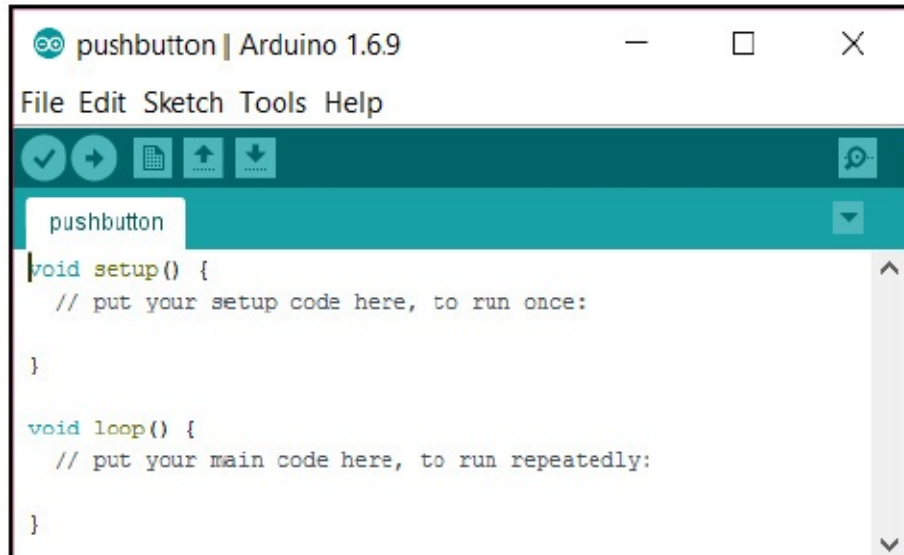 pushbutton | Arduino 1.6.9
File Edit Sketch Tools Help
pushbutton
void setup() {
  // put your setup code here, to run once:
}
void loop() {
  // put your main code here, to run repeatedly:
}